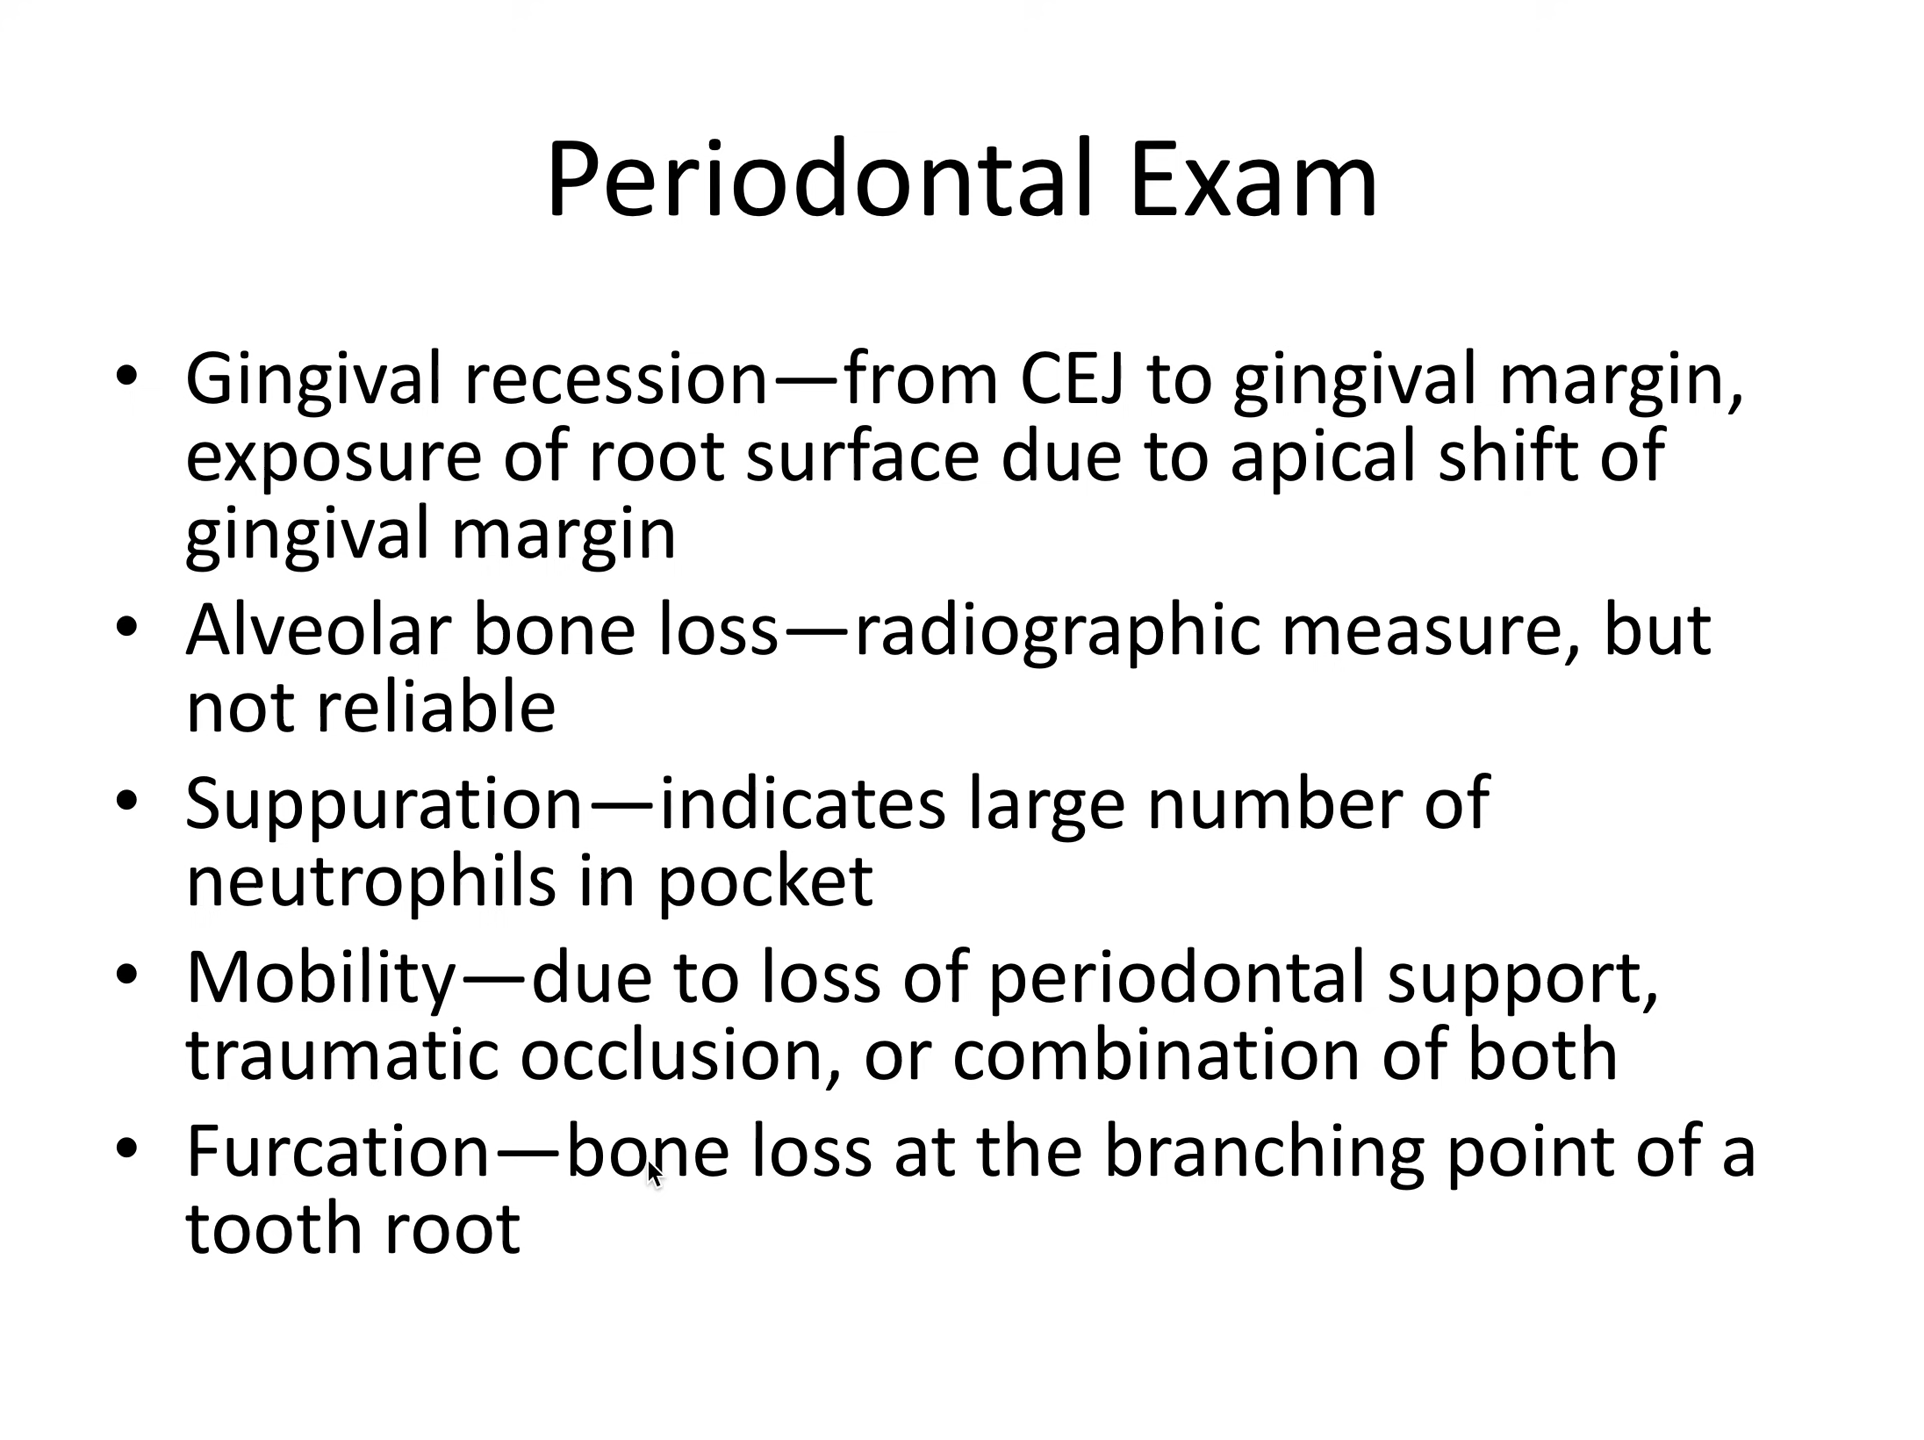 Periodontal Exam
• Gingival recession—from CEJ to gingival margin,
exposure of root surface due to apical shift of
gingival margin
• Alveolar bone loss—radiographic measure, but
not reliable
• Suppuration—indicates large number of
neutrophils in pocket
• Mobility—due to loss of periodontal support,
traumatic occlusion, or combination of both
• Furcation—bone loss at the branching point of a
tooth root